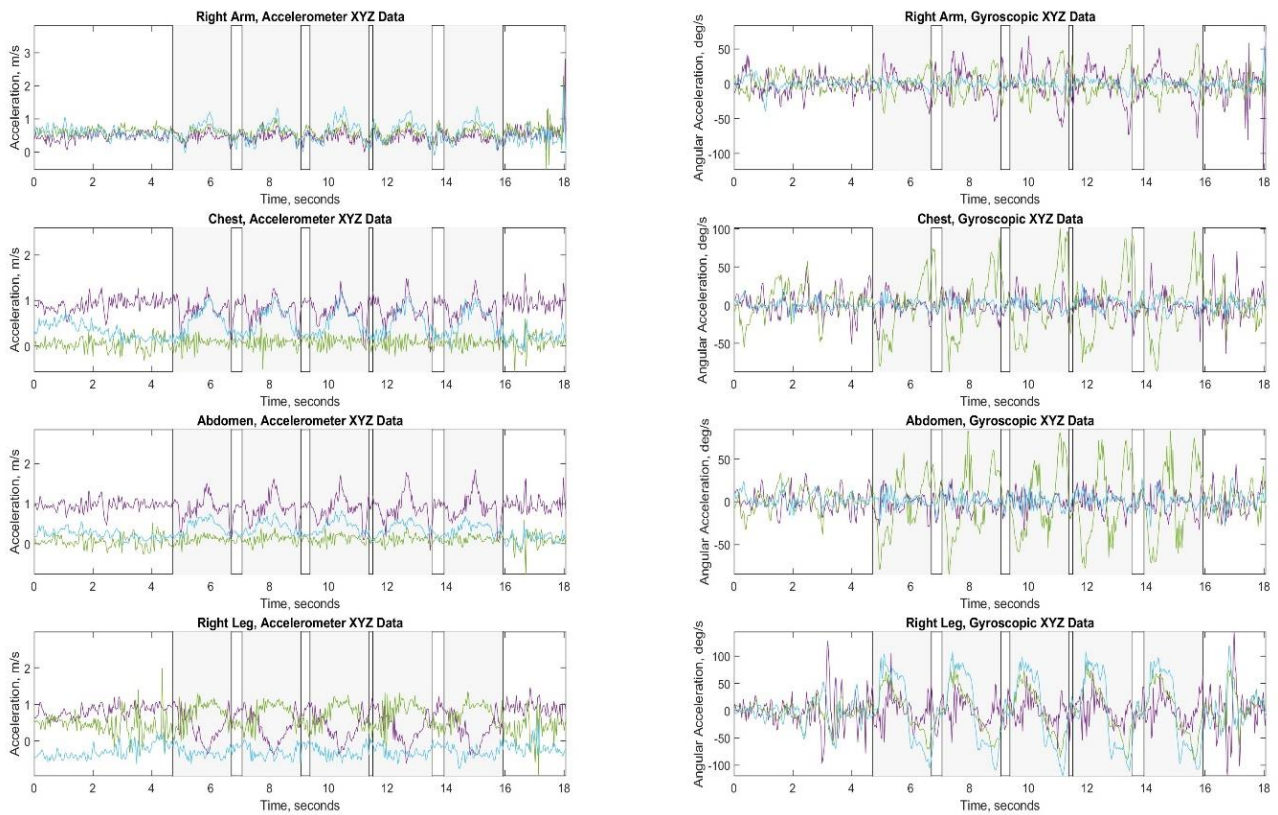 Right Arm, Accelerometer XYZ Data
Acceleration, m/s
3
2
1
0
0 2 4 6 8 10 12 14 16 18
Time, seconds
Right Arm, Gyroscopic XYZ Data
Angular Acceleration, deg/s
50
0
-50
-100
0 2 4 6 8 10 12 14 16 18
Time, seconds
Chest, Accelerometer XYZ Data
Acceleration, m/s
2
1
0
0 2 4 6 8 10 12 14 16 18
Time, seconds
Chest, Gyroscopic XYZ Data
Angular Acceleration, deg/s
100
50
0
-50
0 2 4 6 8 10 12 14 16 18
Time, seconds
Abdomen, Accelerometer XYZ Data
Acceleration, m/s
2
1
0
0 2 4 6 8 10 12 14 16 18
Time, seconds
Abdomen, Gyroscopic XYZ Data
Angular Acceleration, deg/s
50
0
-50
0 2 4 6 8 10 12 14 16 18
Time, seconds
Right Leg, Accelerometer XYZ Data
Acceleration, m/s
2
1
0
0 2 4 6 8 10 12 14 16 18
Time, seconds
Right Leg, Gyroscopic XYZ Data
Angular Acceleration, deg/s
100
50
0
-50
-100
0 2 4 6 8 10 12 14 16 18
Time, seconds